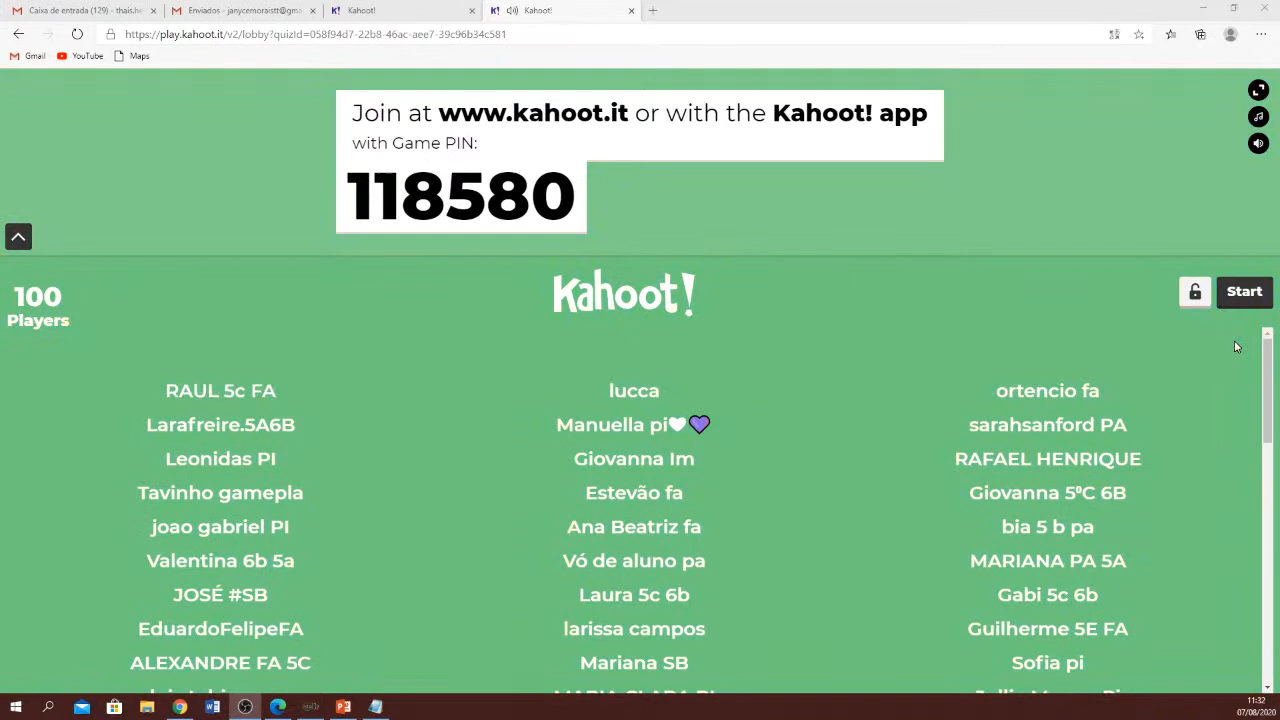 Caixa de entrada (129) - thais.he
Enviados - janycemoraistt@gma
Kahoot!
Kahoot!
https://play.kahoot.it/v2/lobby?quizId=058f94d7-22b8-46ac-aee7-39c96b34c581
Gmail YouTube Maps
Join at www.kahoot.it or with the Kahoot! app
with Game PIN:
118580
100
Players
Kahoot!
Start
RAUL 5c FA lucca ortencio fa
Larafreire.5A6B Manuella pi🤍💜 sarahsanford PA
Leonidas PI Giovanna Im RAFAEL HENRIQUE
Tavinho gamepla Estevão fa Giovanna 5ºC 6B
joao gabriel PI Ana Beatriz fa bia 5 b pa
Valentina 6b 5a Vó de aluno pa MARIANA PA 5A
JOSÉ #SB Laura 5c 6b Gabi 5c 6b
EduardoFelipeFA larissa campos Guilherme 5E FA
ALEXANDRE FA 5C Mariana SB Sofia pi
MARIA CLARA PI
11:32
07/08/2020